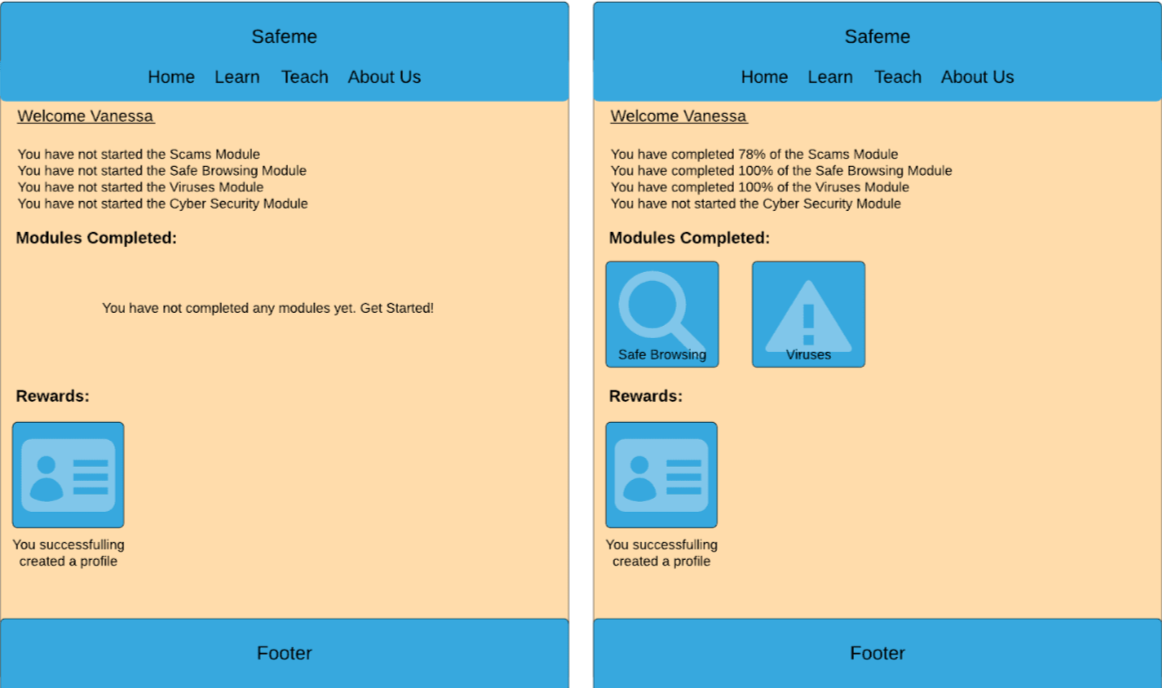 Safeme
Home Learn Teach About Us
Welcome Vanessa
You have not started the Scams Module
You have not started the Safe Browsing Module
You have not started the Viruses Module
You have not started the Cyber Security Module
Modules Completed:
You have not completed any modules yet. Get Started!
Rewards:
You successfulling
created a profile
Footer
Safeme
Home Learn Teach About Us
Welcome Vanessa
You have completed 78% of the Scams Module
You have completed 100% of the Safe Browsing Module
You have completed 100% of the Viruses Module
You have not started the Cyber Security Module
Modules Completed:
Safe Browsing Viruses
Rewards:
You successfulling
created a profile
Footer